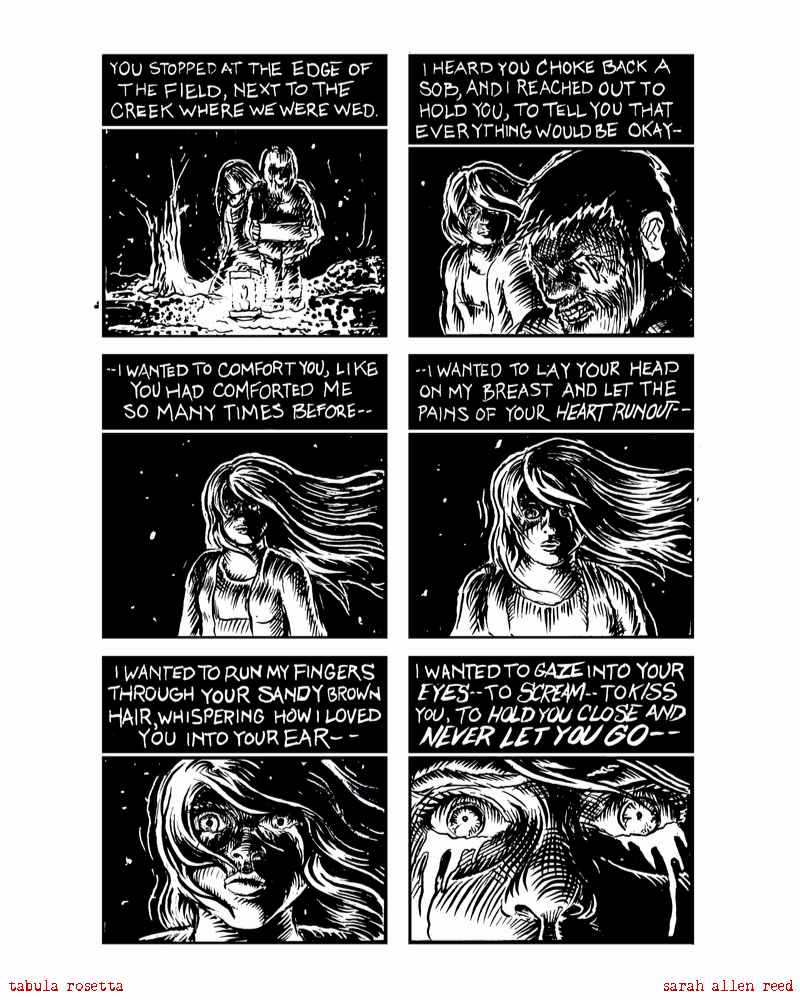 YOU STOPPED AT THE EDGE OF
THE FIELD, NEXT TO THE
CREEK WHERE WE WERE WED.
I HEARD YOU CHOKE BACK A
SOB, AND I REACHED OUT TO
HOLD YOU, TO TELL YOU THAT
EVERYTHING WOULD BE OKAY-
--I WANTED TO COMFORT YOU, LIKE
YOU HAD COMFORTED ME
SO MANY TIMES BEFORE--
--I WANTED TO LAY YOUR HEAD
ON MY BREAST AND LET THE
PAINS OF YOUR HEART RUN OUT--
I WANTED TO RUN MY FINGERS
THROUGH YOUR SANDY BROWN
HAIR, WHISPERING HOW I LOVED
YOU INTO YOUR EAR--
I WANTED TO GAZE INTO YOUR
EYES--TO SCREAM--TO KISS
YOU, TO HOLD YOU CLOSE AND
NEVER LET YOU GO--
tabula rosetta
sarah allen reed